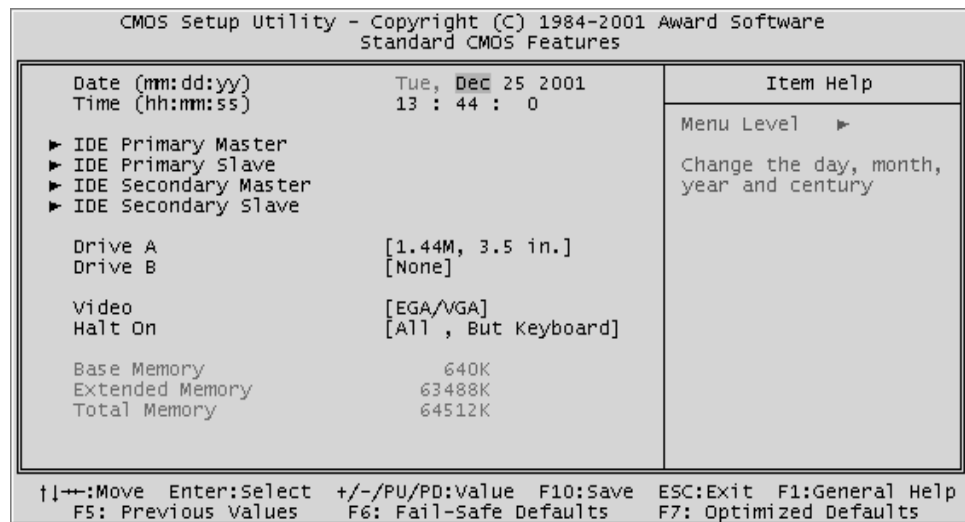 CMOS Setup Utility - Copyright (C) 1984-2001 Award Software
Standard CMOS Features
Date (mm:dd:yy) Tue, Dec 25 2001
Time (hh:mm:ss) 13 : 44 : 0
► IDE Primary Master
► IDE Primary Slave
► IDE Secondary Master
► IDE Secondary Slave
Drive A [1.44M, 3.5 in.]
Drive B [None]
Video [EGA/VGA]
Halt On [All , But Keyboard]
Base Memory 640K
Extended Memory 63488K
Total Memory 64512K
Item Help
Menu Level ►
Change the day, month,
year and century
↑↓→←:Move Enter:Select +/-/PU/PD:Value F10:Save ESC:Exit F1:General Help
F5: Previous Values F6: Fail-Safe Defaults F7: Optimized Defaults